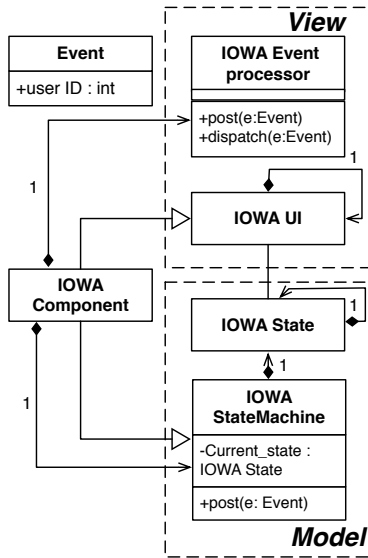 View
Event
+user ID : int
IOWA Event
processor
+post(e:Event)
+dispatch(e:Event)
1
1
IOWA UI
IOWA
Component
IOWA State
1
1
1
IOWA
StateMachine
-Current_state :
IOWA State
+post(e: Event)
Model